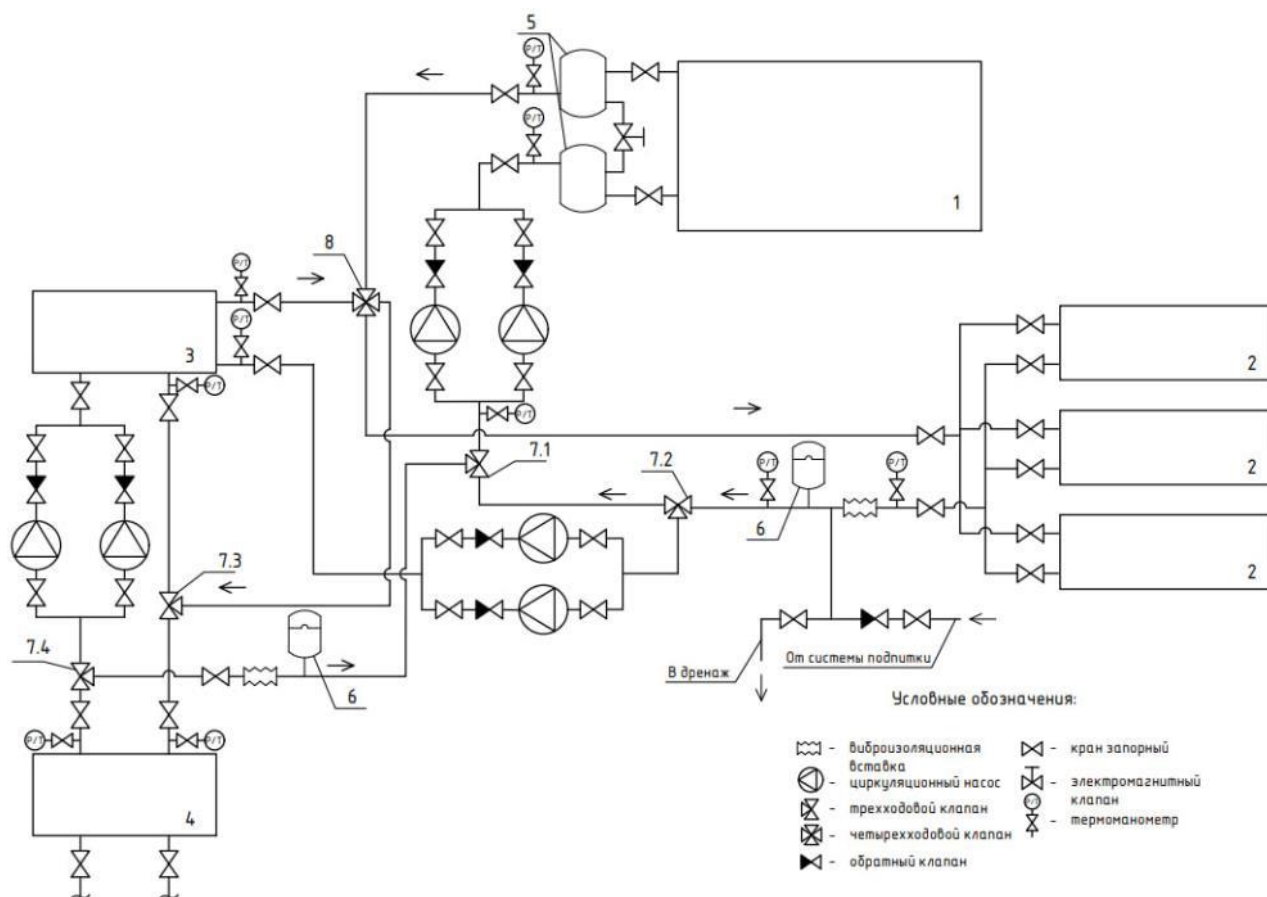 5
P/T
P/T
1
8
P/T
P/T
3
P/T
P/T
2
7.1
7.2
P/T
P/T
2
6
2
7.3
7.4
6
В дренаж
От системы подпитки
P/T
P/T
4
Условные обозначения:
- виброизоляционная
вставка
- циркуляционный насос
- трехходовой клапан
- четырехходовой клапан
- обратный клапан
- кран запорный
- электромагнитный
клапан
P/T
- термоманометр